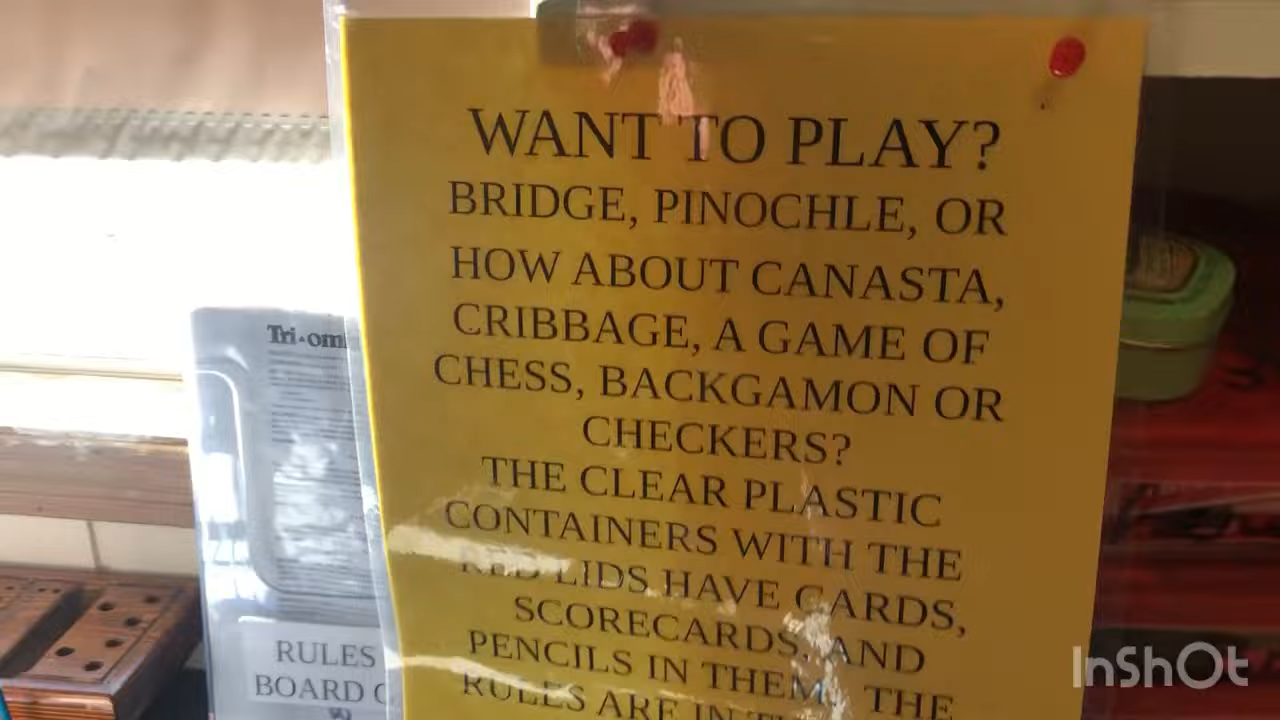 WANT TO PLAY?
BRIDGE, PINOCHLE, OR
HOW ABOUT CANASTA,
CRIBBAGE, A GAME OF
CHESS, BACKGAMON OR
CHECKERS?
THE CLEAR PLASTIC
CONTAINERS WITH THE
RED LIDS HAVE CARDS,
SCORECARDS, AND
PENCILS IN THEM, THE
RULES ARE IN
Tri-om
RULES
BOARD
InShOt